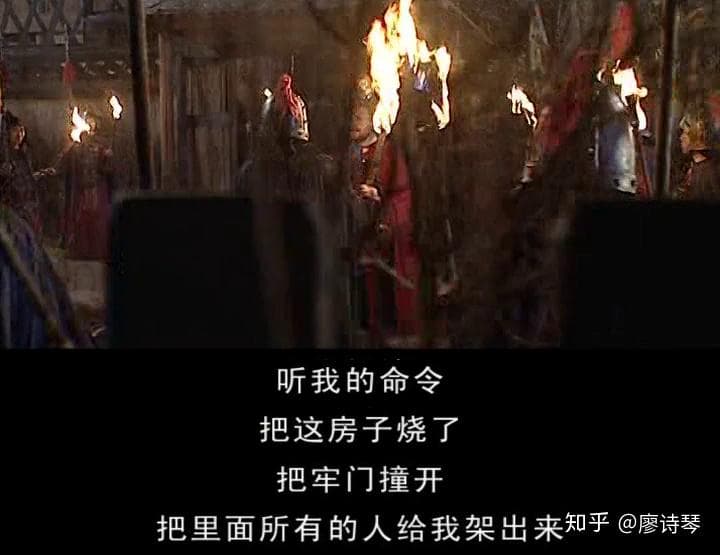 听我的命令
把这房子烧了
把牢门撞开
把里面所有的人给我架出来
知乎 @廖诗琴